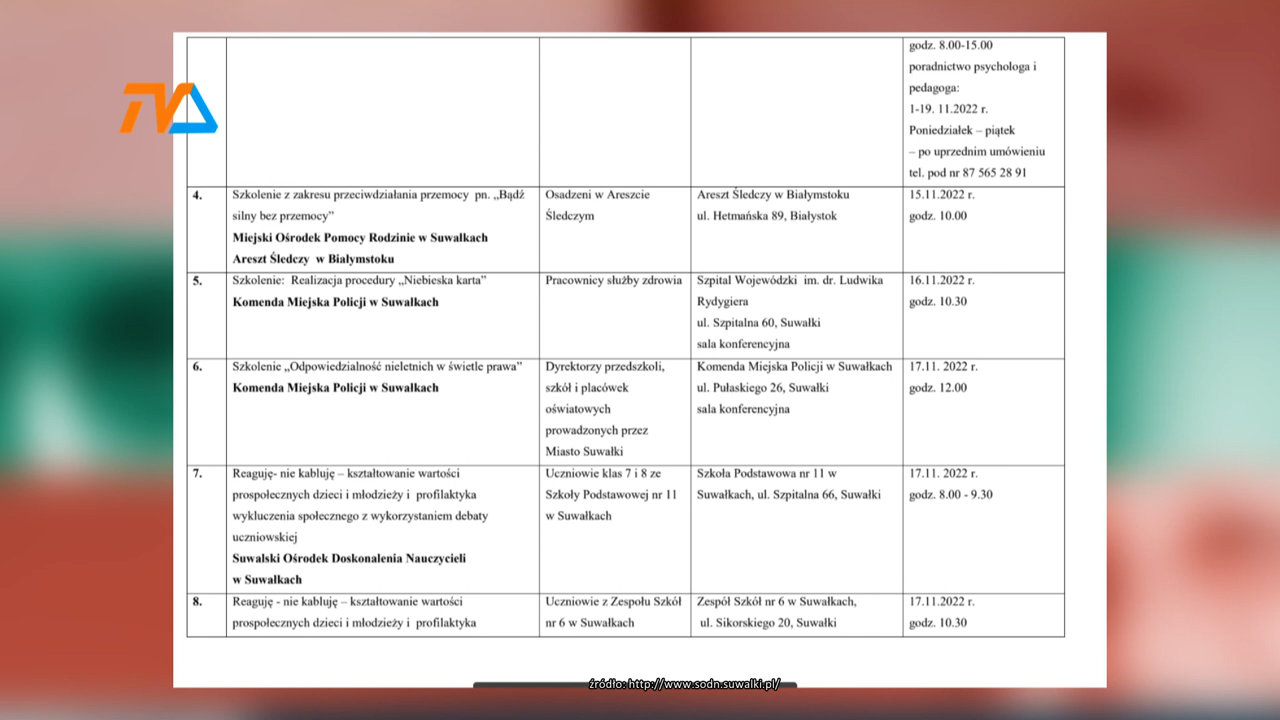 godz. 8.00-15.00
poradnictwo psychologa i
pedagoga:
1-19. 11.2022 r.
Poniedziałek – piątek
– po uprzednim umówieniu
tel. pod nr 87 565 28 91
TVA
4.
Szkolenie z zakresu przeciwdziałania przemocy pn. „Bądź
silny bez przemocy”
Miejski Ośrodek Pomocy Rodzinie w Suwałkach
Areszt Śledczy w Białymstoku
Osadzeni w Areszcie
Śledczym
Areszt Śledczy w Białymstoku
ul. Hetmańska 89, Białystok
15.11.2022 r.
godz. 10.00
5.
Szkolenie: Realizacja procedury „Niebieska karta”
Komenda Miejska Policji w Suwałkach
Pracownicy służby zdrowia
Szpital Wojewódzki im. dr. Ludwika
Rydygiera
ul. Szpitalna 60, Suwałki
sala konferencyjna
16.11.2022 r.
godz. 10.30
6.
Szkolenie „Odpowiedzialność nieletnich w świetle prawa”
Komenda Miejska Policji w Suwałkach
Dyrektorzy przedszkoli,
szkół i placówek
oświatowych
prowadzonych przez
Miasto Suwałki
Komenda Miejska Policji w Suwałkach
ul. Pułaskiego 26, Suwałki
sala konferencyjna
17.11. 2022 r.
godz. 12.00
7.
Reaguję- nie kabluję – kształtowanie wartości
prospołecznych dzieci i młodzieży i profilaktyka
wykluczenia społecznego z wykorzystaniem debaty
uczniowskiej
Suwalski Ośrodek Doskonalenia Nauczycieli
w Suwałkach
Uczniowie klas 7 i 8 ze
Szkoły Podstawowej nr 11
w Suwałkach
Szkoła Podstawowa nr 11 w
Suwałkach, ul. Szpitalna 66, Suwałki
17.11. 2022 r.
godz. 8.00 - 9.30
8.
Reaguję - nie kabluję – kształtowanie wartości
prospołecznych dzieci i młodzieży i profilaktyka
Uczniowie z Zespołu Szkół
nr 6 w Suwałkach
Zespół Szkół nr 6 w Suwałkach,
ul. Sikorskiego 20, Suwałki
17.11.2022 r.
godz. 10.30
źródło: http://www.sodn.suwalki.pl/